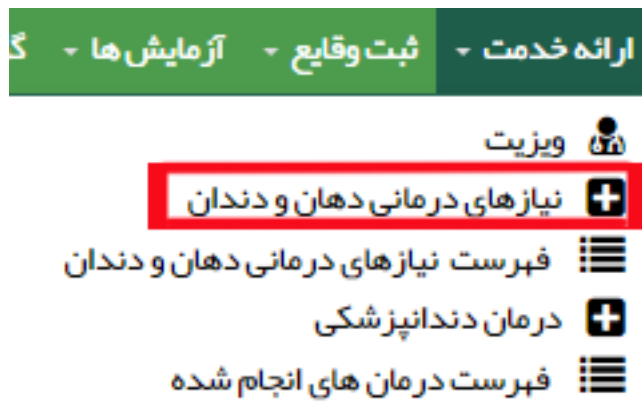 ارائه خدمت ثبت وقایع آزمایش ها
ویزیت
نیازهای درمانی دهان و دندان
فهرست نیازهای درمانی دهان و دندان
درمان دندانپزشکی
فهرست درمان های انجام شده